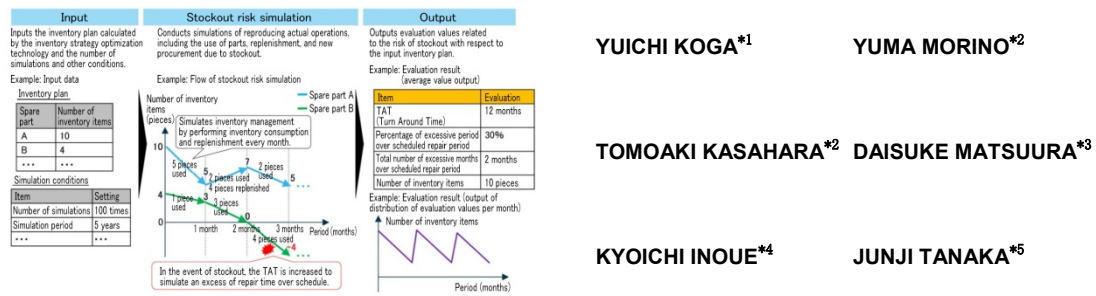 Input
Inputs the inventory plan calculated
by the inventory strategy optimization
technology and the number of
simulations and other conditions.
Example: Input data
Inventory plan
Spare part Number of inventory items
A 10
B 4
... ...
Simulation conditions
Item Setting
Number of simulations 100 times
Simulation period 5 years
... ...
Stockout risk simulation
Conducts simulations of reproducing actual operations,
including the use of parts, replenishment, and new
procurement due to stockout.
Example: Flow of stockout risk simulation
Number of inventory
items
(pieces)
Spare part A
Spare part B
Simulates inventory management
by performing inventory consumption
and replenishment every month.
10
5 pieces
used
5
2 pieces
used
4 pieces replenished
7
2 pieces
used
5
...
4
1 piece
used
3
3 pieces
used
0
0
1 month
2 months
3 months
Period (months)
4 pieces used
-4
...
In the event of stockout, the TAT is increased to
simulate an excess of repair time over schedule.
Output
Outputs evaluation values related
to the risk of stockout with respect to
the input inventory plan.
Example: Evaluation result
(average value output)
Item Evaluation
TAT
(Turn Around Time) 12 months
Percentage of excessive period
over scheduled repair period 30%
Total number of excessive months
over scheduled repair period 2 months
Number of inventory items 10 pieces
Example: Evaluation result (output of
distribution of evaluation values per month)
Number of inventory items
Period (months)
YUICHI KOGA*1 YUMA MORINO*2
TOMOAKI KASAHARA*2 DAISUKE MATSUURA*3
KYOICHI INOUE*4 JUNJI TANAKA*5